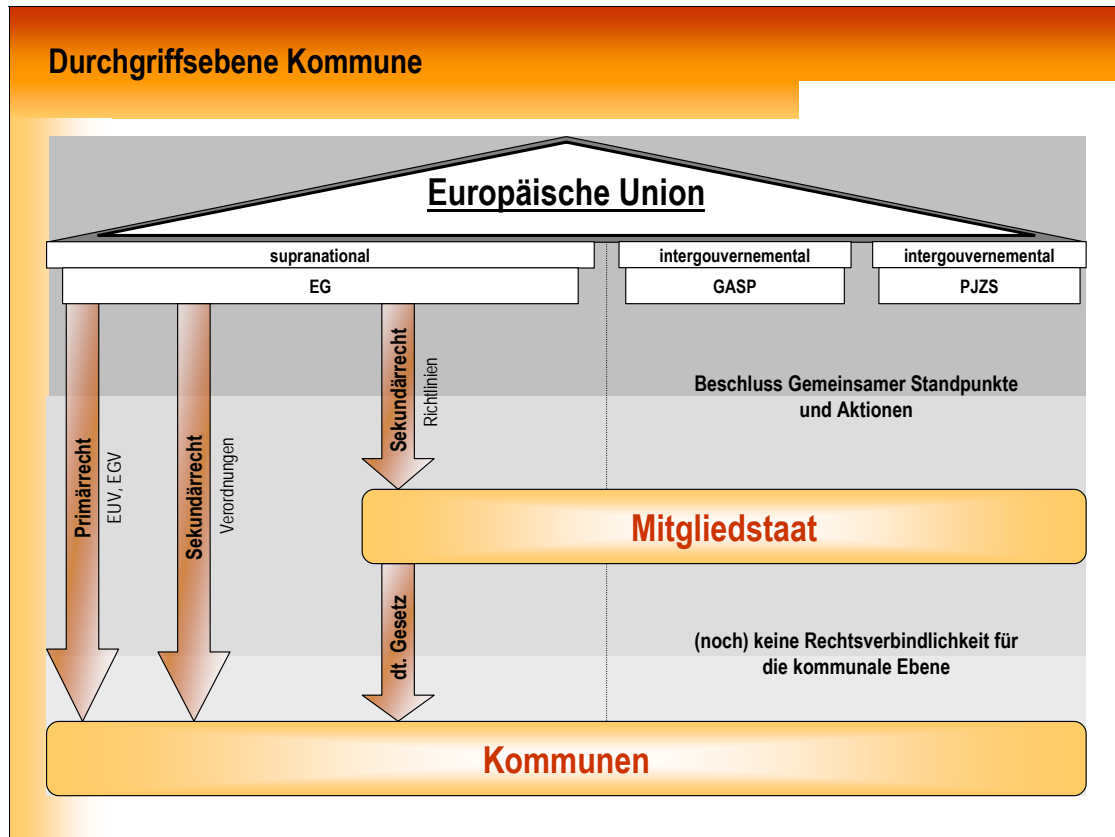 Durchgriffsebene Kommune
Europäische Union
supranational
intergouvernemental
intergouvernemental
EG
GASP
PJZS
Primärrecht
EUV, EGV
Sekundärrecht
Verordnungen
Sekundärrecht
Richtlinien
Beschluss Gemeinsamer Standpunkte
und Aktionen
Mitgliedstaat
dt. Gesetz
(noch) keine Rechtsverbindlichkeit für
die kommunale Ebene
Kommunen